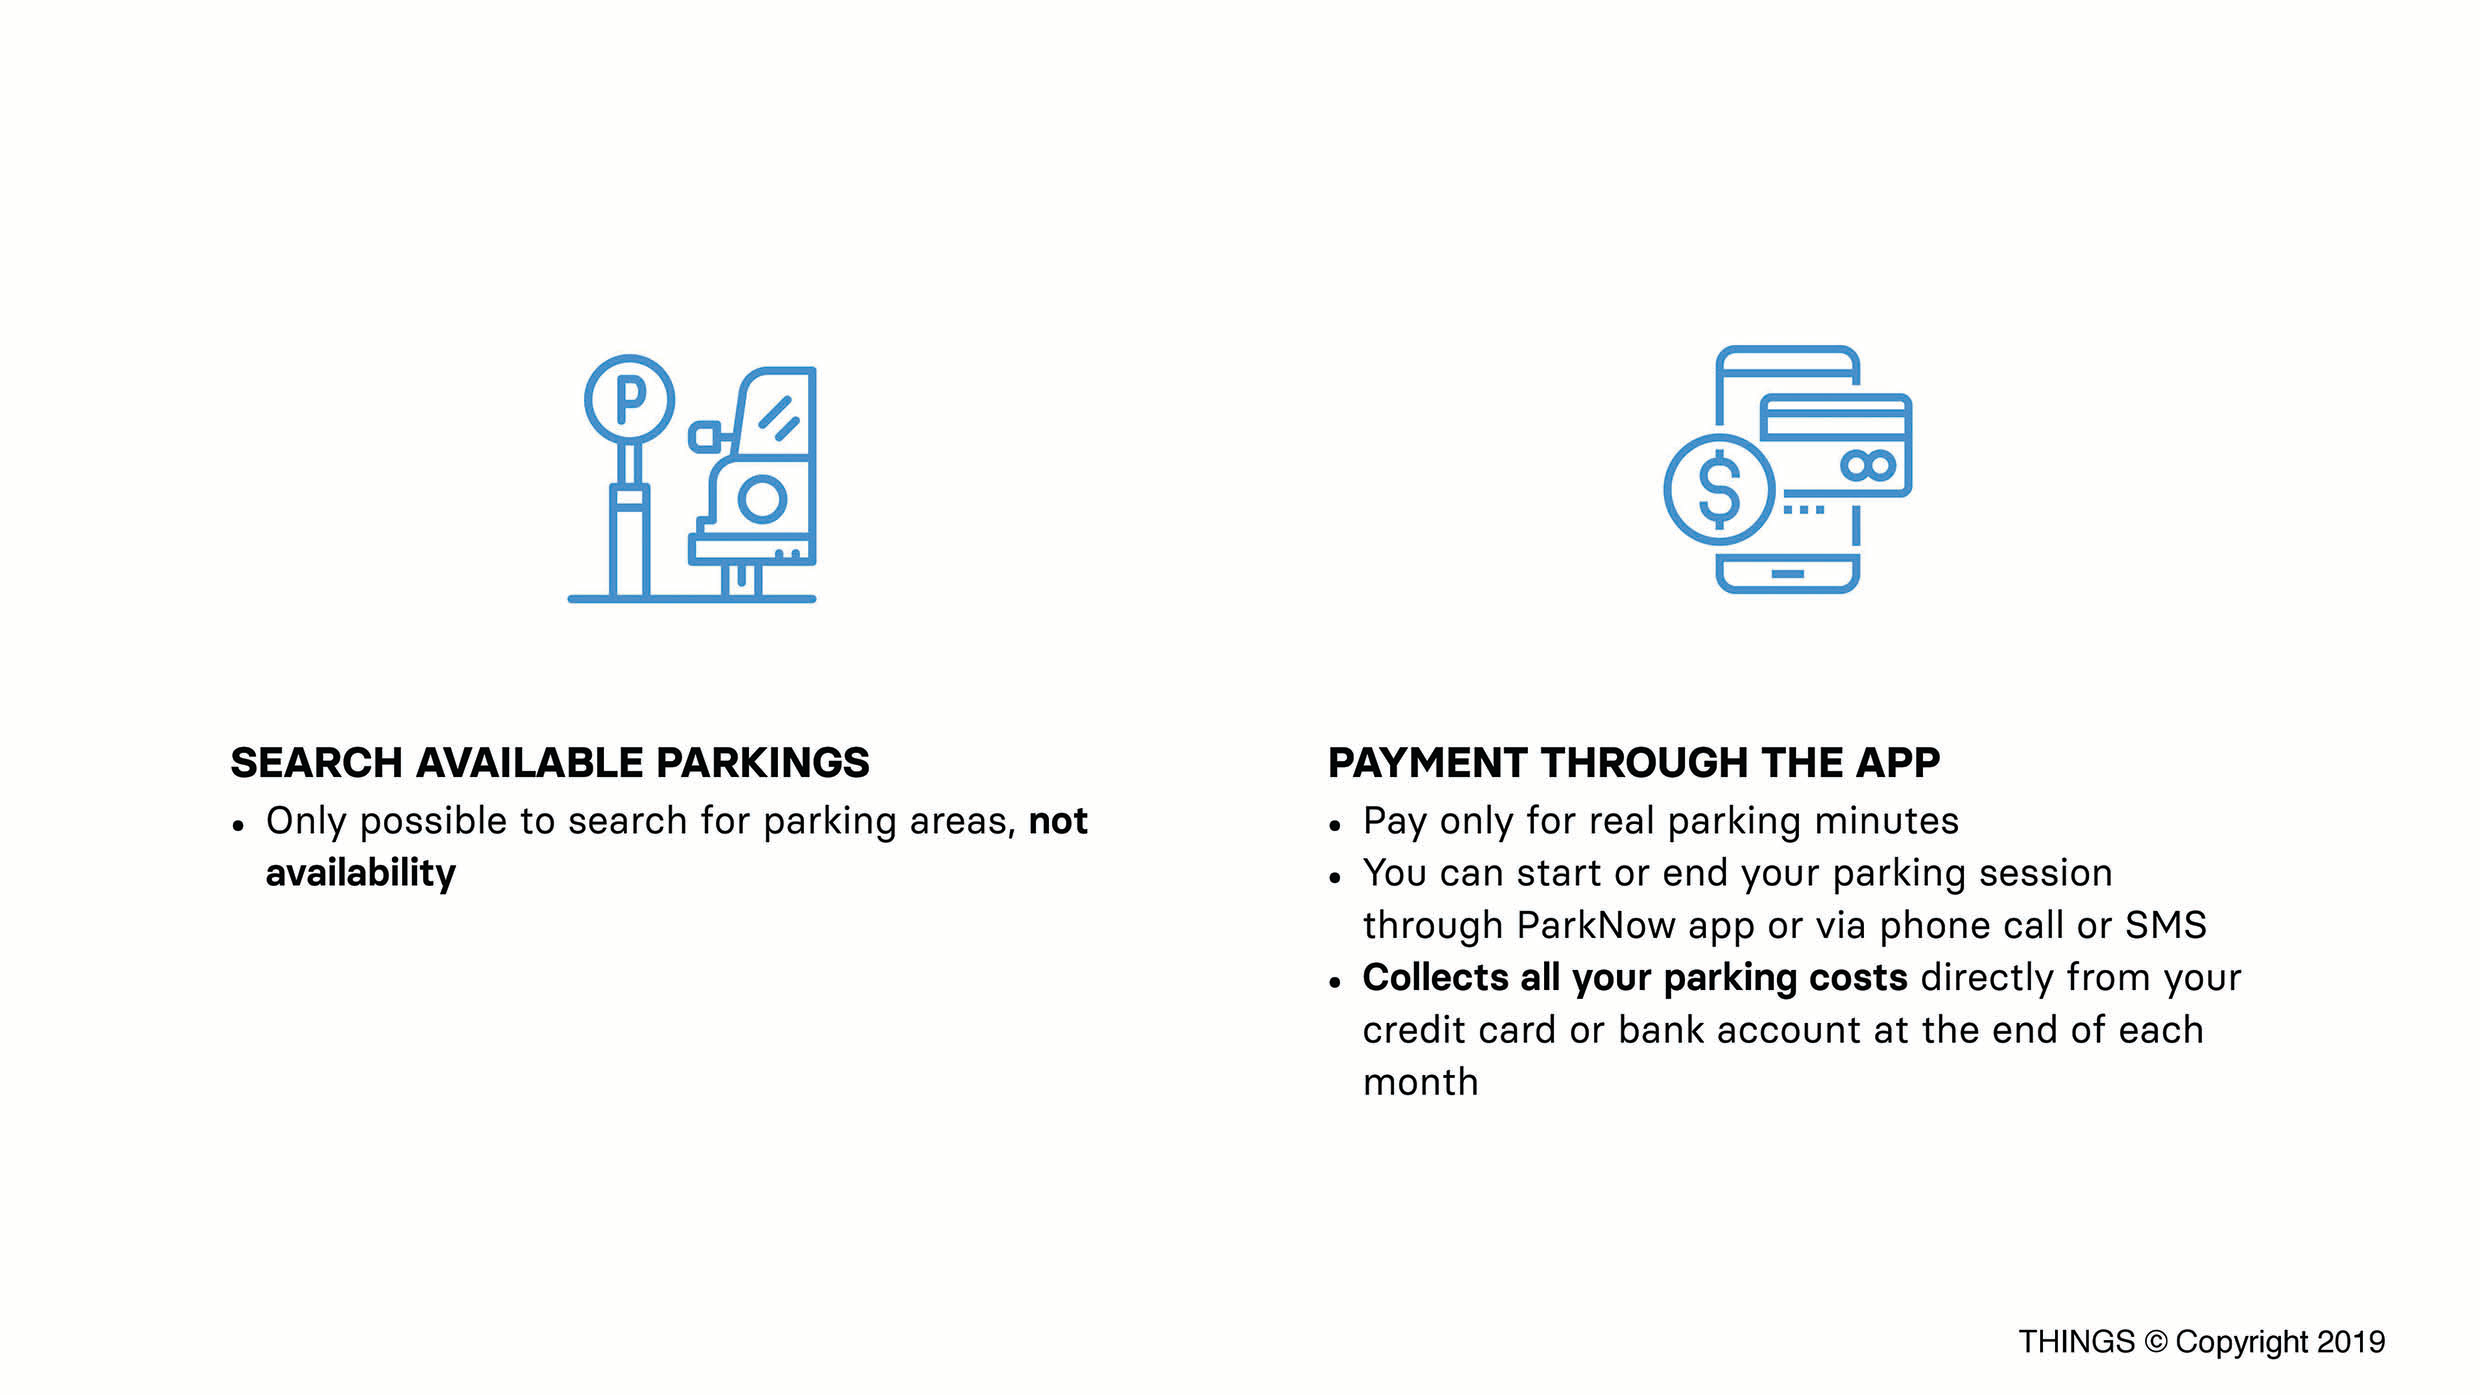 P
$
SEARCH AVAILABLE PARKINGS
• Only possible to search for parking areas, not
availability
PAYMENT THROUGH THE APP
• Pay only for real parking minutes
• You can start or end your parking session
through ParkNow app or via phone call or SMS
• Collects all your parking costs directly from your
credit card or bank account at the end of each
month
THINGS © Copyright 2019